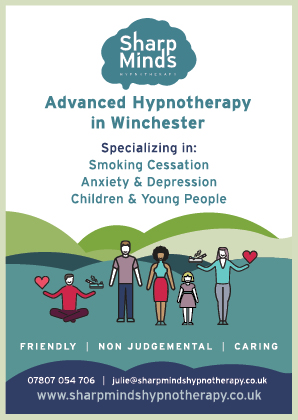 Sharp
Minds
HYPNOTHERAPY
Advanced Hypnotherapy
in Winchester
Specializing in:
Smoking Cessation
Anxiety & Depression
Children & Young People
FRIENDLY | NON JUDGEMENTAL | CARING
07807 054 706 | julie@sharpmindshypnotherapy.co.uk
www.sharpmindshypnotherapy.co.uk